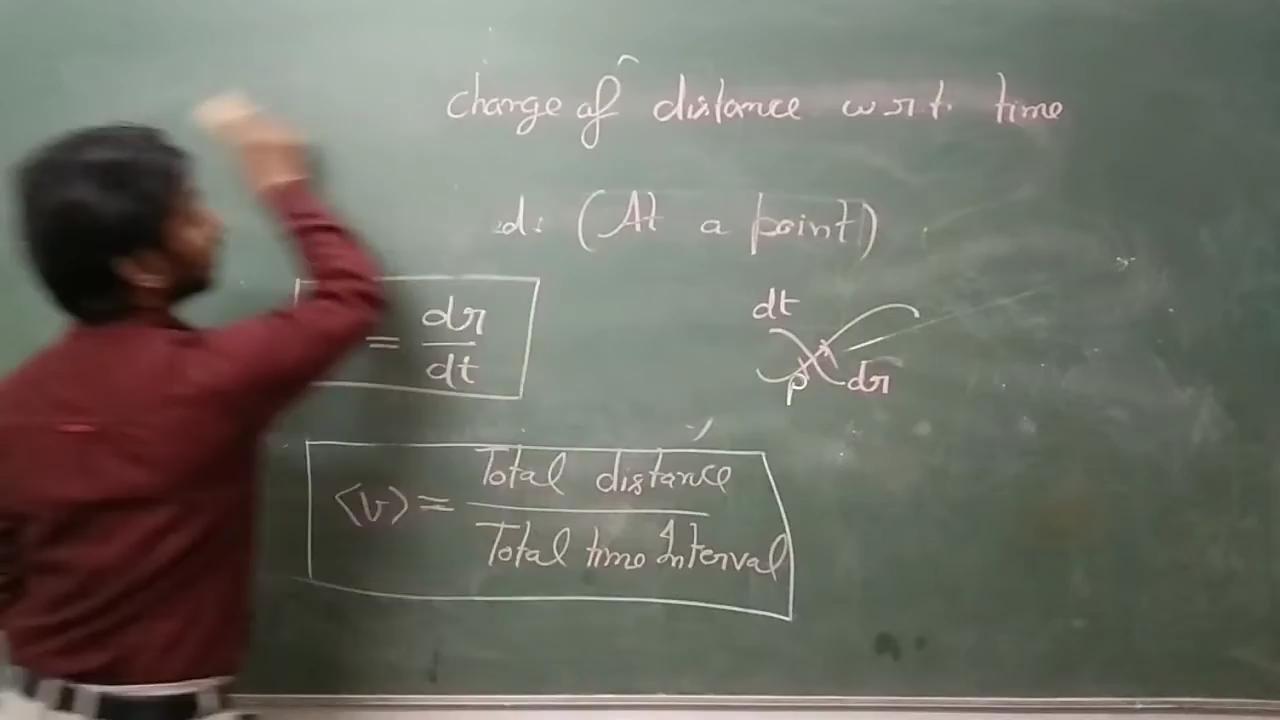 change of distance w.r.t. time
d: (At a point)
= dr/dt
dt
P dr
<v> = Total distance / Total time Interval